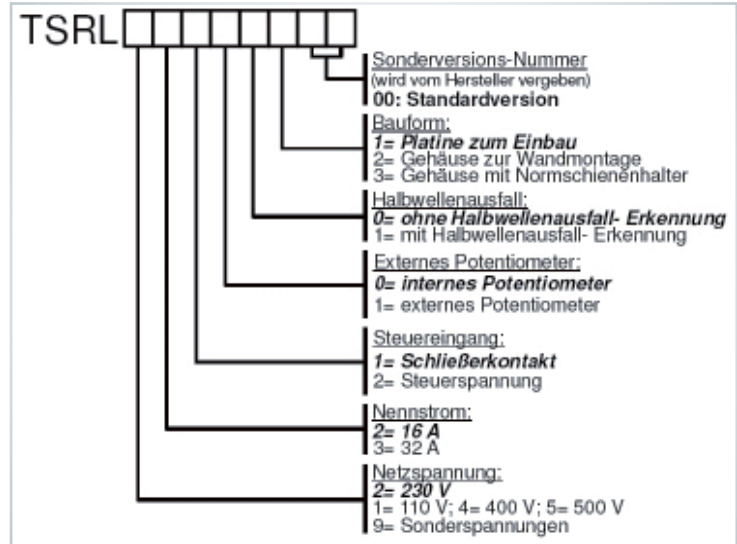 TSRL
Sonderversions-Nummer
(wird vom Hersteller vergeben)
00: Standardversion
Bauform:
1= Platine zum Einbau
2= Gehäuse zur Wandmontage
3= Gehäuse mit Normschienenhalter
Halbwellenausfall:
0= ohne Halbwellenausfall- Erkennung
1= mit Halbwellenausfall- Erkennung
Externes Potentiometer:
0= internes Potentiometer
1= externes Potentiometer
Steuereingang:
1= Schließerkontakt
2= Steuerspannung
Nennstrom:
2= 16 A
3= 32 A
Netzspannung:
2= 230 V
1= 110 V; 4= 400 V; 5= 500 V
9= Sonderspannungen